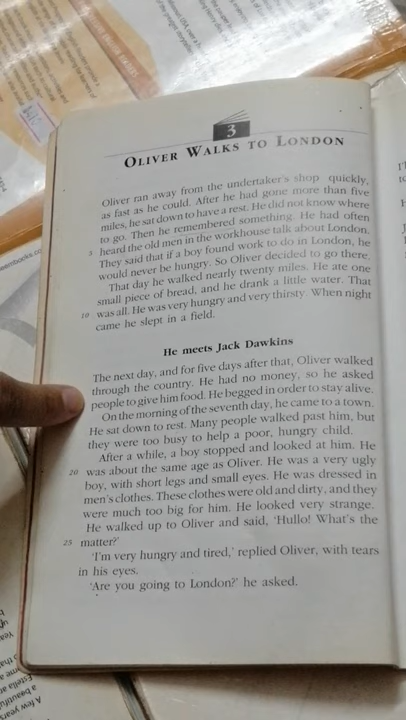 3
OLIVER WALKS TO LONDON
Oliver ran away from the undertaker's shop quickly,
as fast as he could. After he had gone more than five
miles, he sat down to have a rest. He did not know where
to go. Then he remembered something. He had often
5 heard the old men in the workhouse talk about London.
They said that if a boy found work to do in London, he
would never be hungry. So Oliver decided to go there.
That day he walked nearly twenty miles. He ate one
small piece of bread, and he drank a little water. That
10 was all. He was very hungry and very thirsty. When night
came he slept in a field.
He meets Jack Dawkins
The next day, and for five days after that, Oliver walked
through the country. He had no money, so he asked
people to give him food. He begged in order to stay alive.
On the morning of the seventh day, he came to a town.
He sat down to rest. Many people walked past him, but
they were too busy to help a poor, hungry child.
After a while, a boy stopped and looked at him. He
20 was about the same age as Oliver. He was a very ugly
boy, with short legs and small eyes. He was dressed in
men's clothes. These clothes were old and dirty, and they
were much too big for him. He looked very strange.
He walked up to Oliver and said, 'Hullo! What's the
25 matter?'
'I'm very hungry and tired,' replied Oliver, with tears
in his eyes.
'Are you going to London?' he asked.